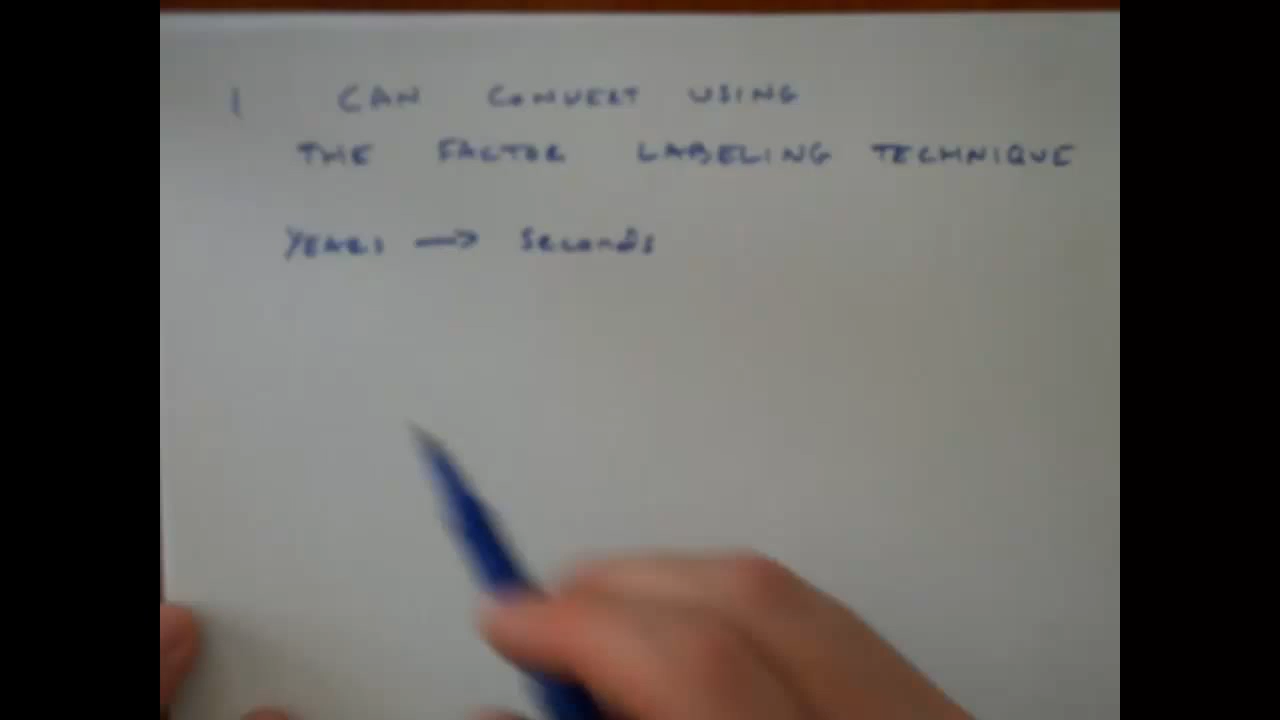 I CAN CONVERT USING
THE FACTOR LABELING TECHNIQUE
YEARS → Seconds